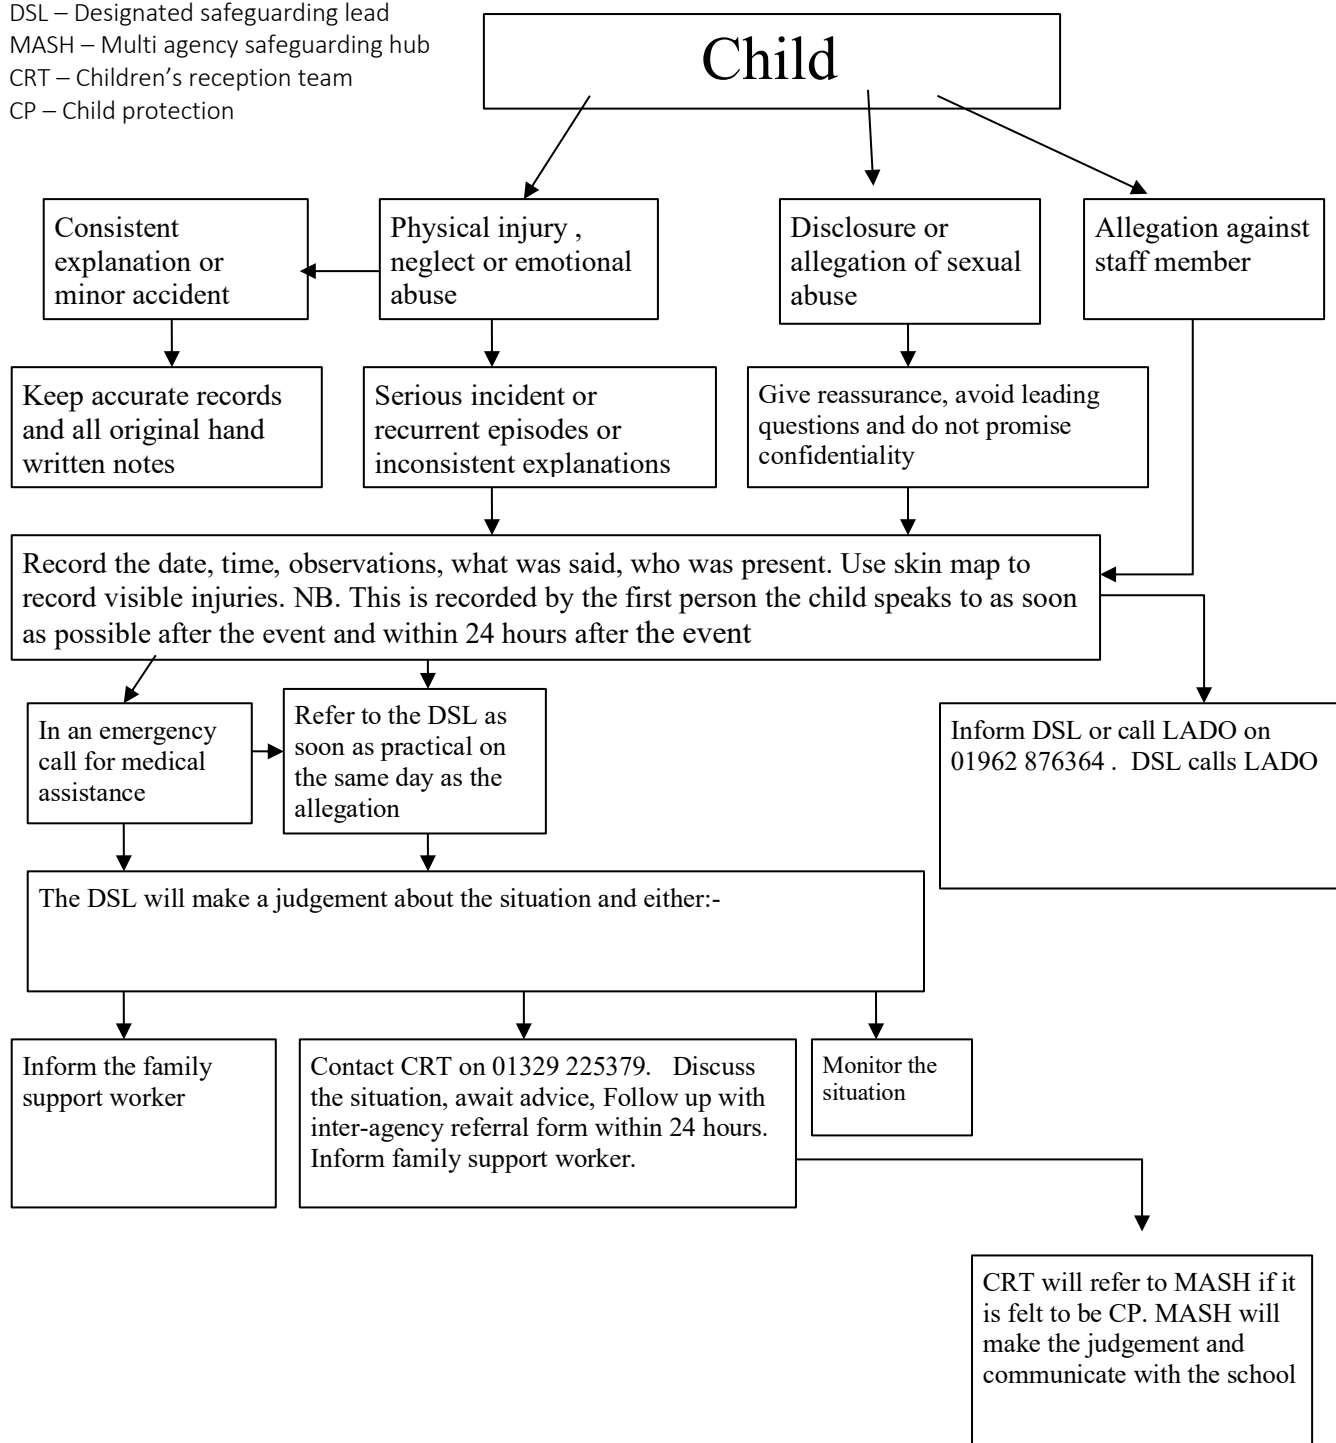 DSL – Designated safeguarding lead
MASH – Multi agency safeguarding hub
CRT – Children's reception team
CP – Child protection
Child
Consistent
explanation or
minor accident
Physical injury ,
neglect or emotional
abuse
Disclosure or
allegation of sexual
abuse
Allegation against
staff member
Keep accurate records
and all original hand
written notes
Serious incident or
recurrent episodes or
inconsistent explanations
Give reassurance, avoid leading
questions and do not promise
confidentiality
Record the date, time, observations, what was said, who was present. Use skin map to
record visible injuries. NB. This is recorded by the first person the child speaks to as soon
as possible after the event and within 24 hours after the event
In an emergency
call for medical
assistance
Refer to the DSL as
soon as practical on
the same day as the
allegation
Inform DSL or call LADO on
01962 876364 .  DSL calls LADO
The DSL will make a judgement about the situation and either:-
Inform the family
support worker
Contact CRT on 01329 225379.   Discuss
the situation, await advice, Follow up with
inter-agency referral form within 24 hours.
Inform family support worker.
Monitor the
situation
CRT will refer to MASH if it
is felt to be CP. MASH will
make the judgement and
communicate with the school